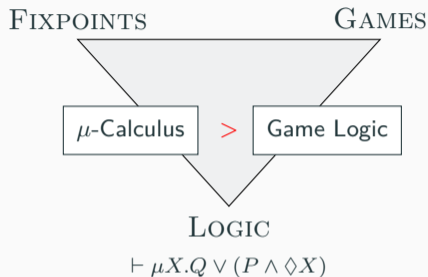 FIXPOINTS GAMES
μ-Calculus > Game Logic
LOGIC
⊢ μX.Q ∨ (P ∧ ◊X)